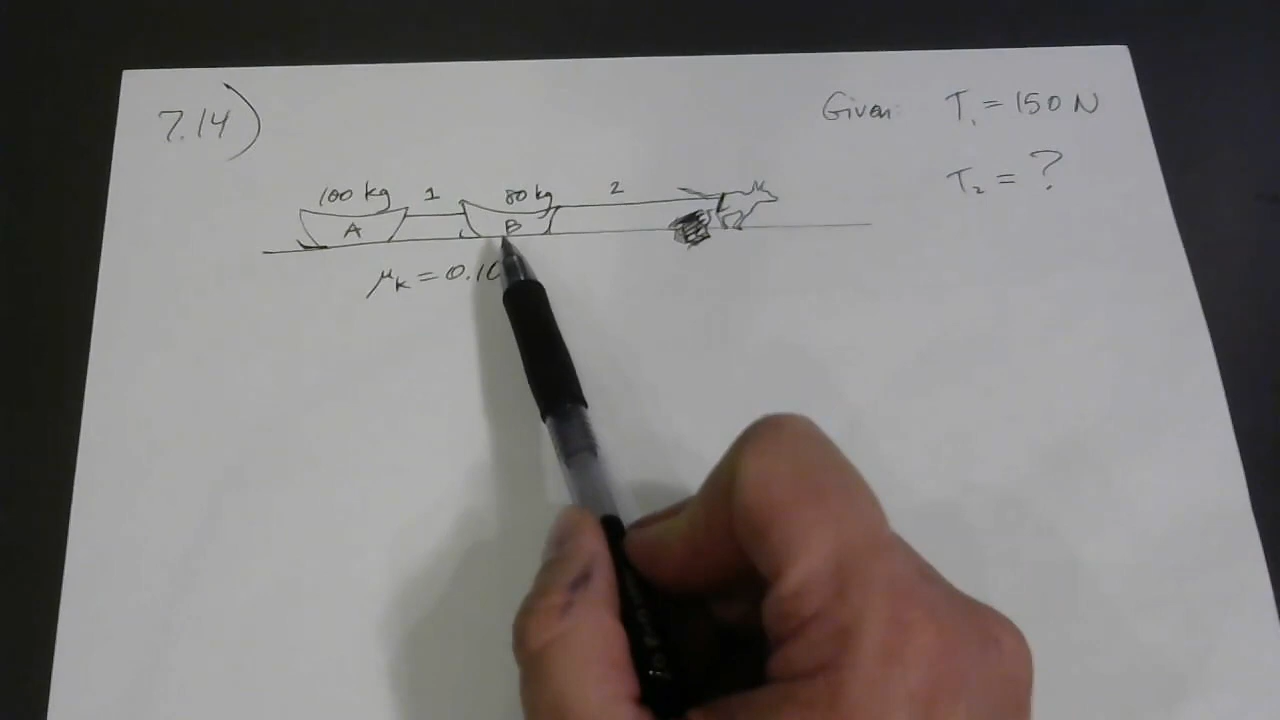 7.14)
Given: T₁ = 150 N
T₂ = ?
100 kg 1 80 kg 2
A B
μₖ = 0.10